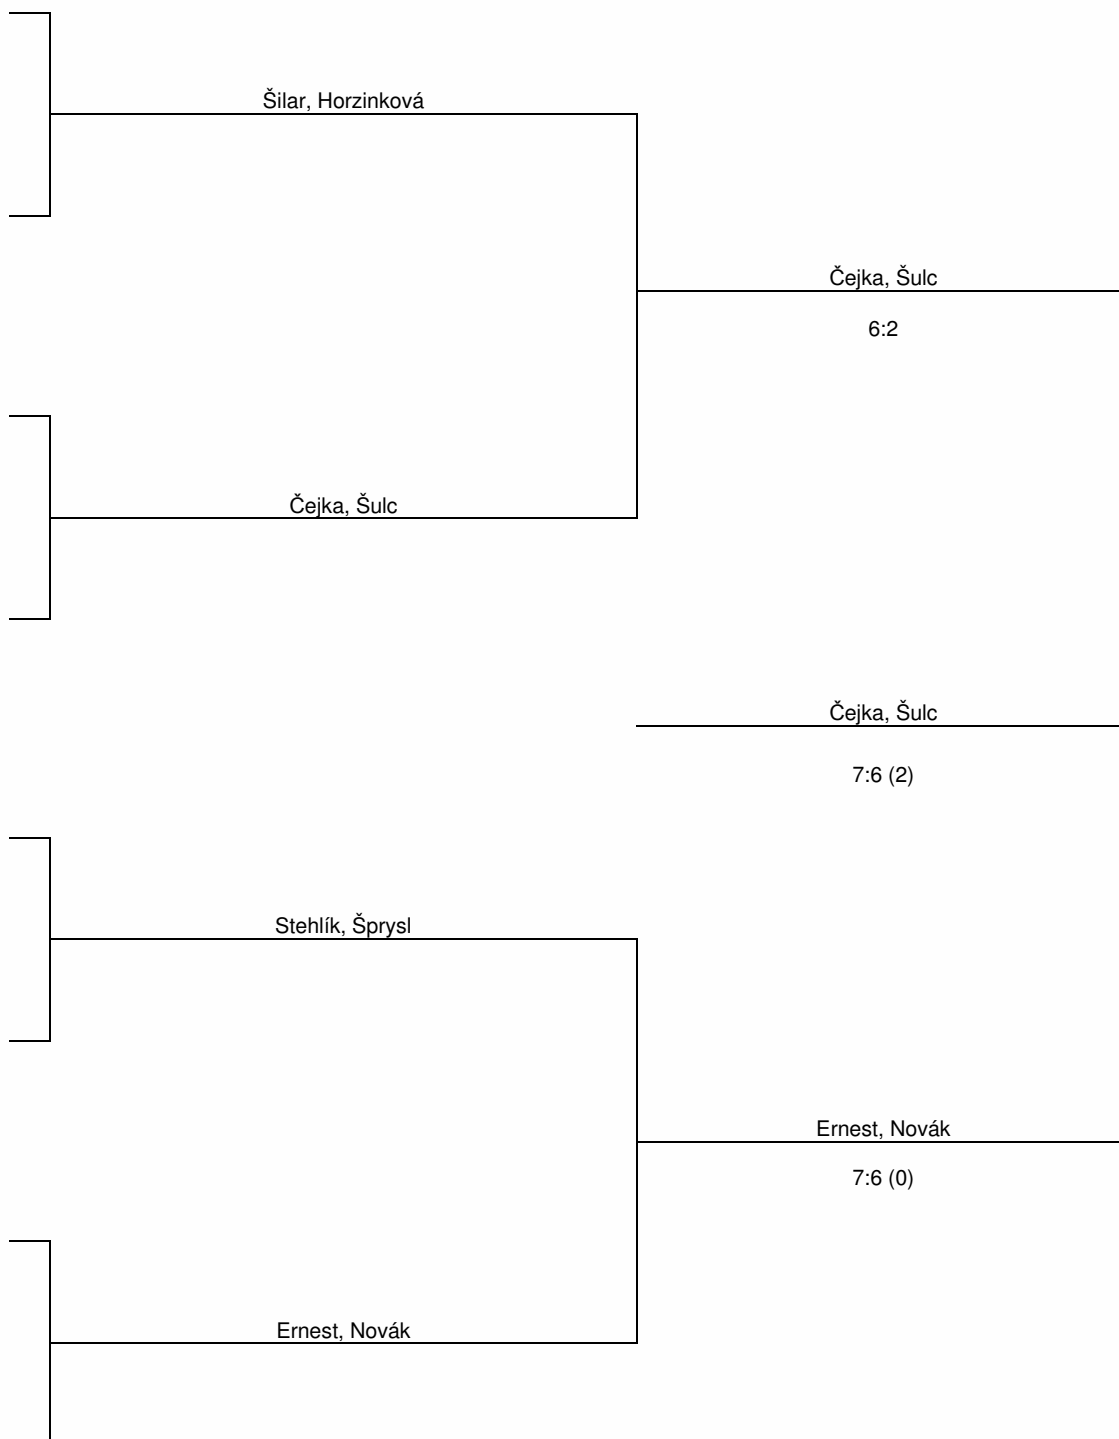 Šilar, Horzinková
Čejka, Šulc
6:2
Čejka, Šulc
Čejka, Šulc
7:6 (2)
Stehlík, Šprysl
Ernest, Novák
7:6 (0)
Ernest, Novák